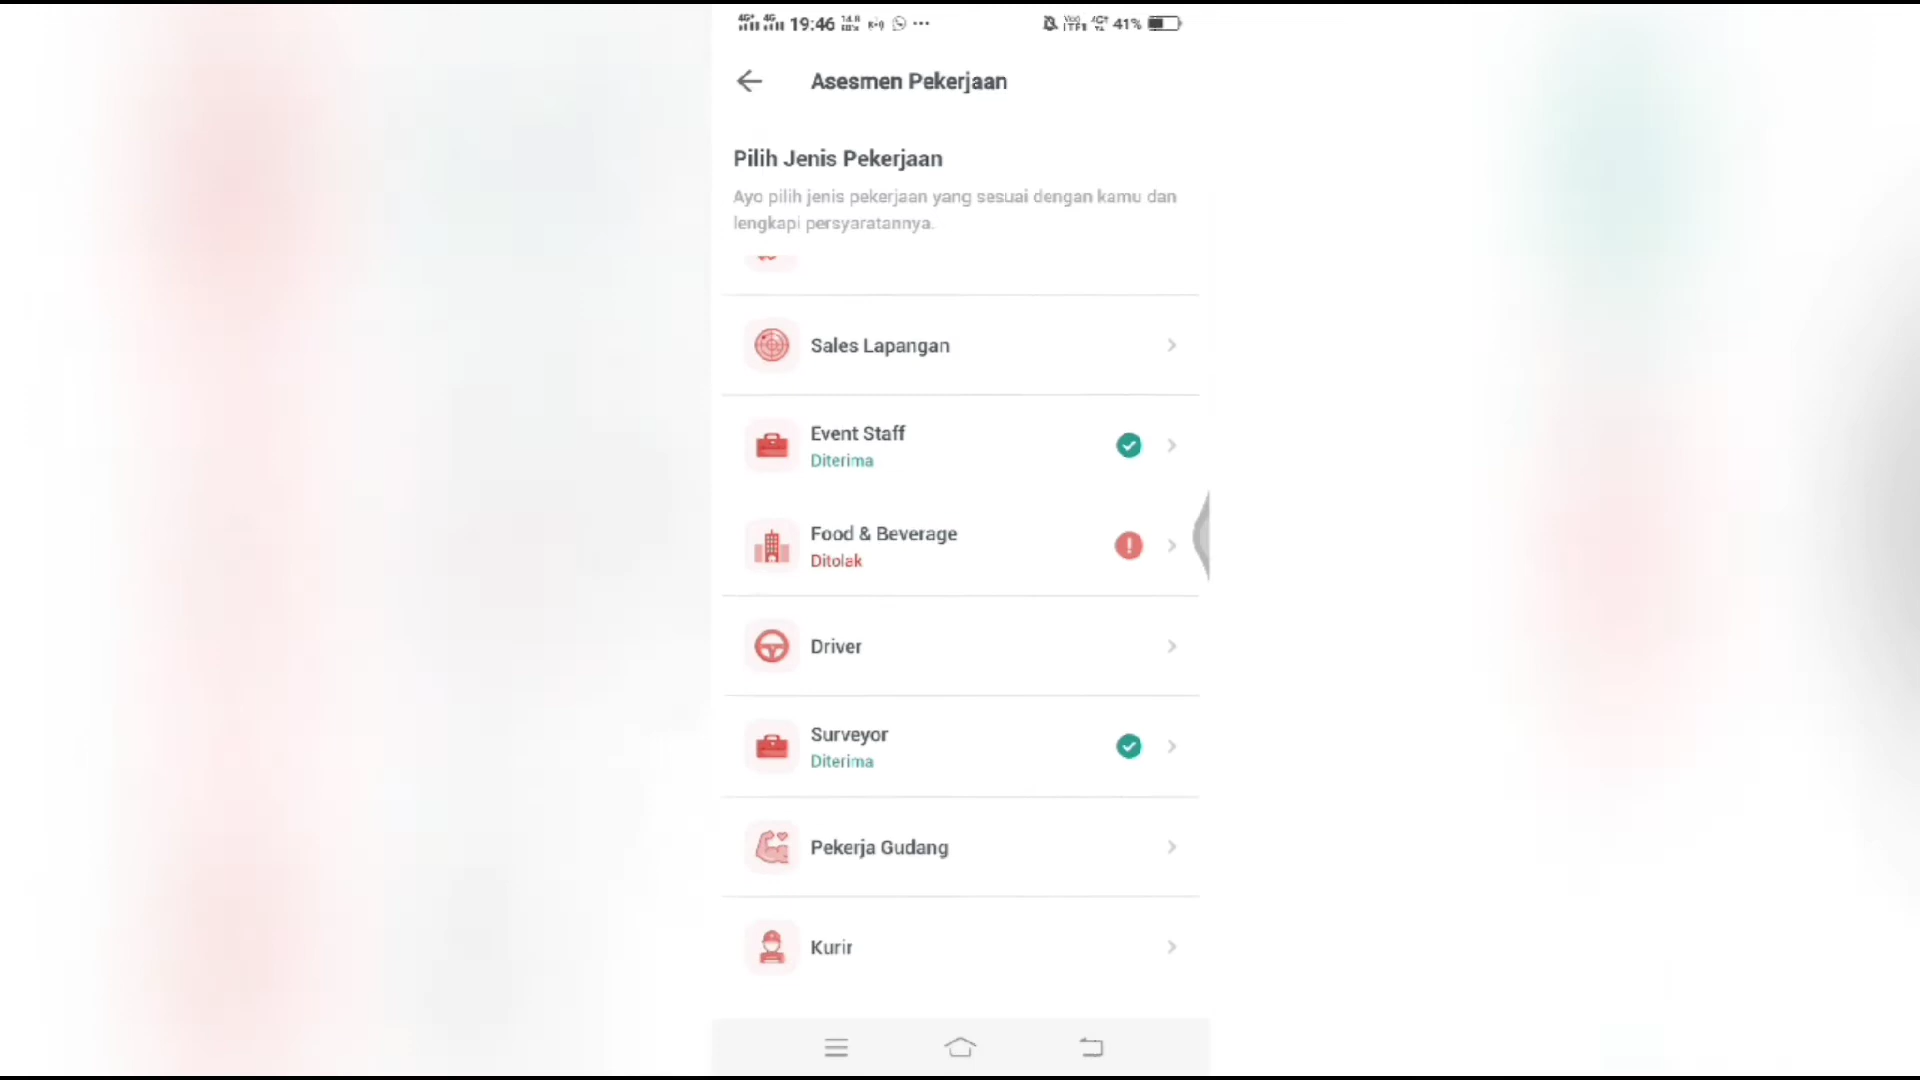 19:46
41%
Asesmen Pekerjaan
Pilih Jenis Pekerjaan
Ayo pilih jenis pekerjaan yang sesuai dengan kamu dan
lengkapi persyaratannya.
Sales Lapangan
Event Staff
Diterima
Food & Beverage
Ditolak
Driver
Surveyor
Diterima
Pekerja Gudang
Kurir